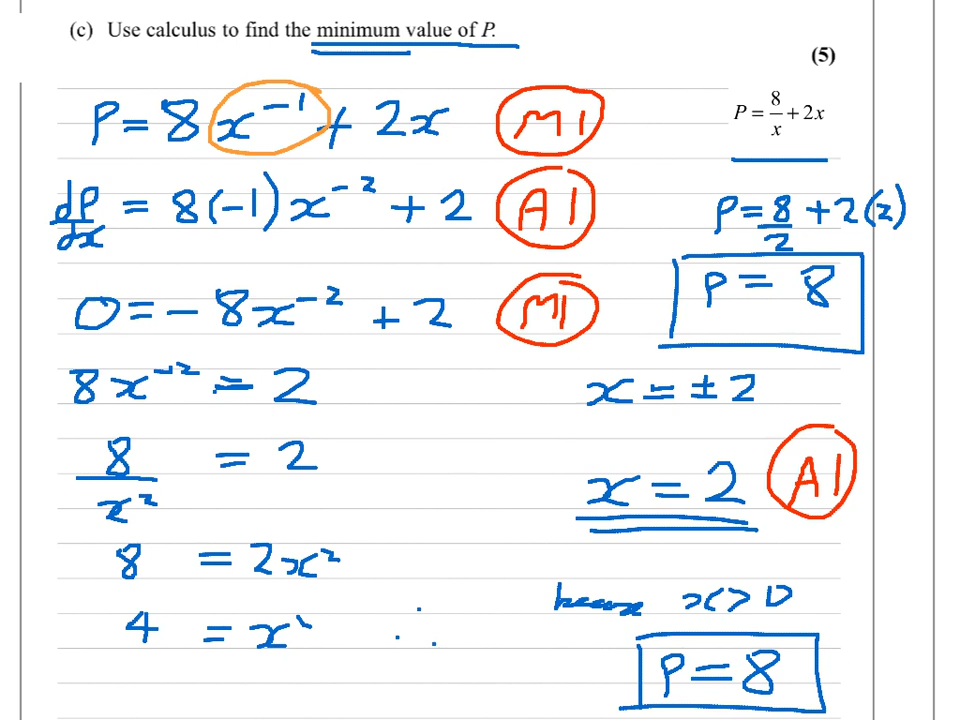 (c) Use calculus to find the minimum value of P.
(5)
P = 8x⁻¹ + 2x M1
P = 8/x + 2x
dP/dx = 8(-1)x⁻² + 2 A1
P = 8/2 + 2(2)
P = 8
0 = -8x⁻² + 2 M1
8x⁻² = 2
x = ±2
8/x² = 2
x = 2 A1
8 = 2x²
x > 0
4 = x² ∴
P = 8